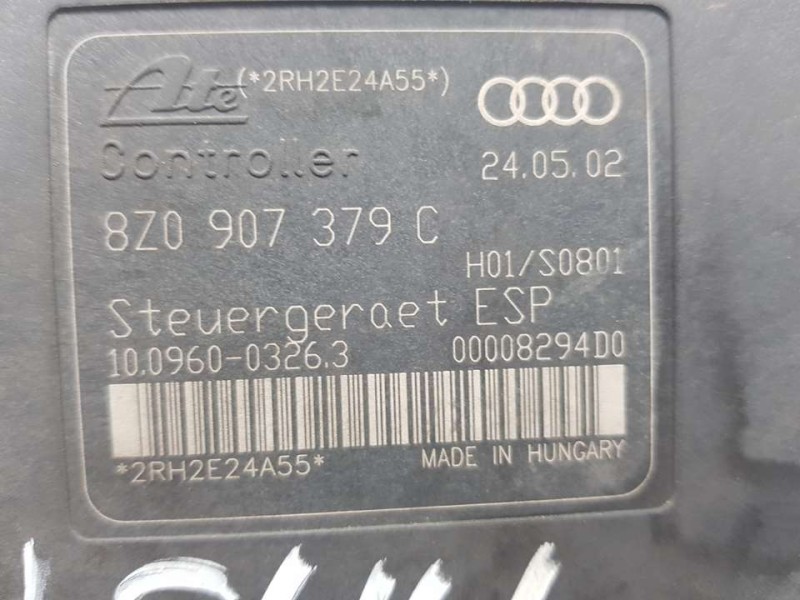 Ate (*2RH2E24A55*)
Controller 24.05.02
8Z0 907 379 C
H01/S0801
Steuergeraet ESP
10.0960-0326.3 00008294D0
*2RH2E24A55* MADE IN HUNGARY